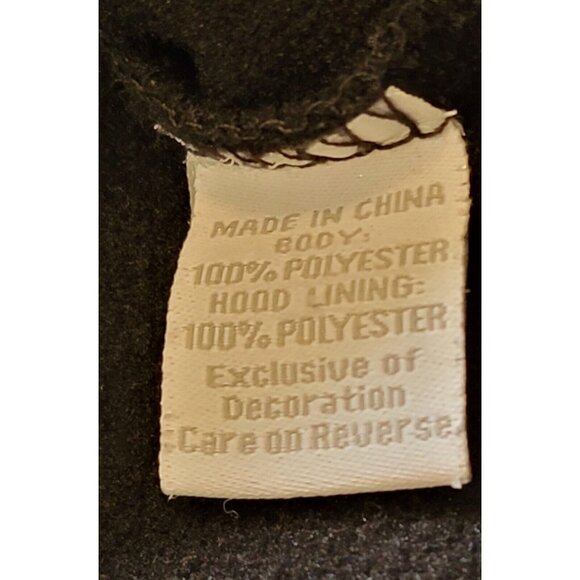 MADE IN CHINA
BODY:
100% POLYESTER
HOOD LINING:
100% POLYESTER
Exclusive of
Decoration
Care on Reverse